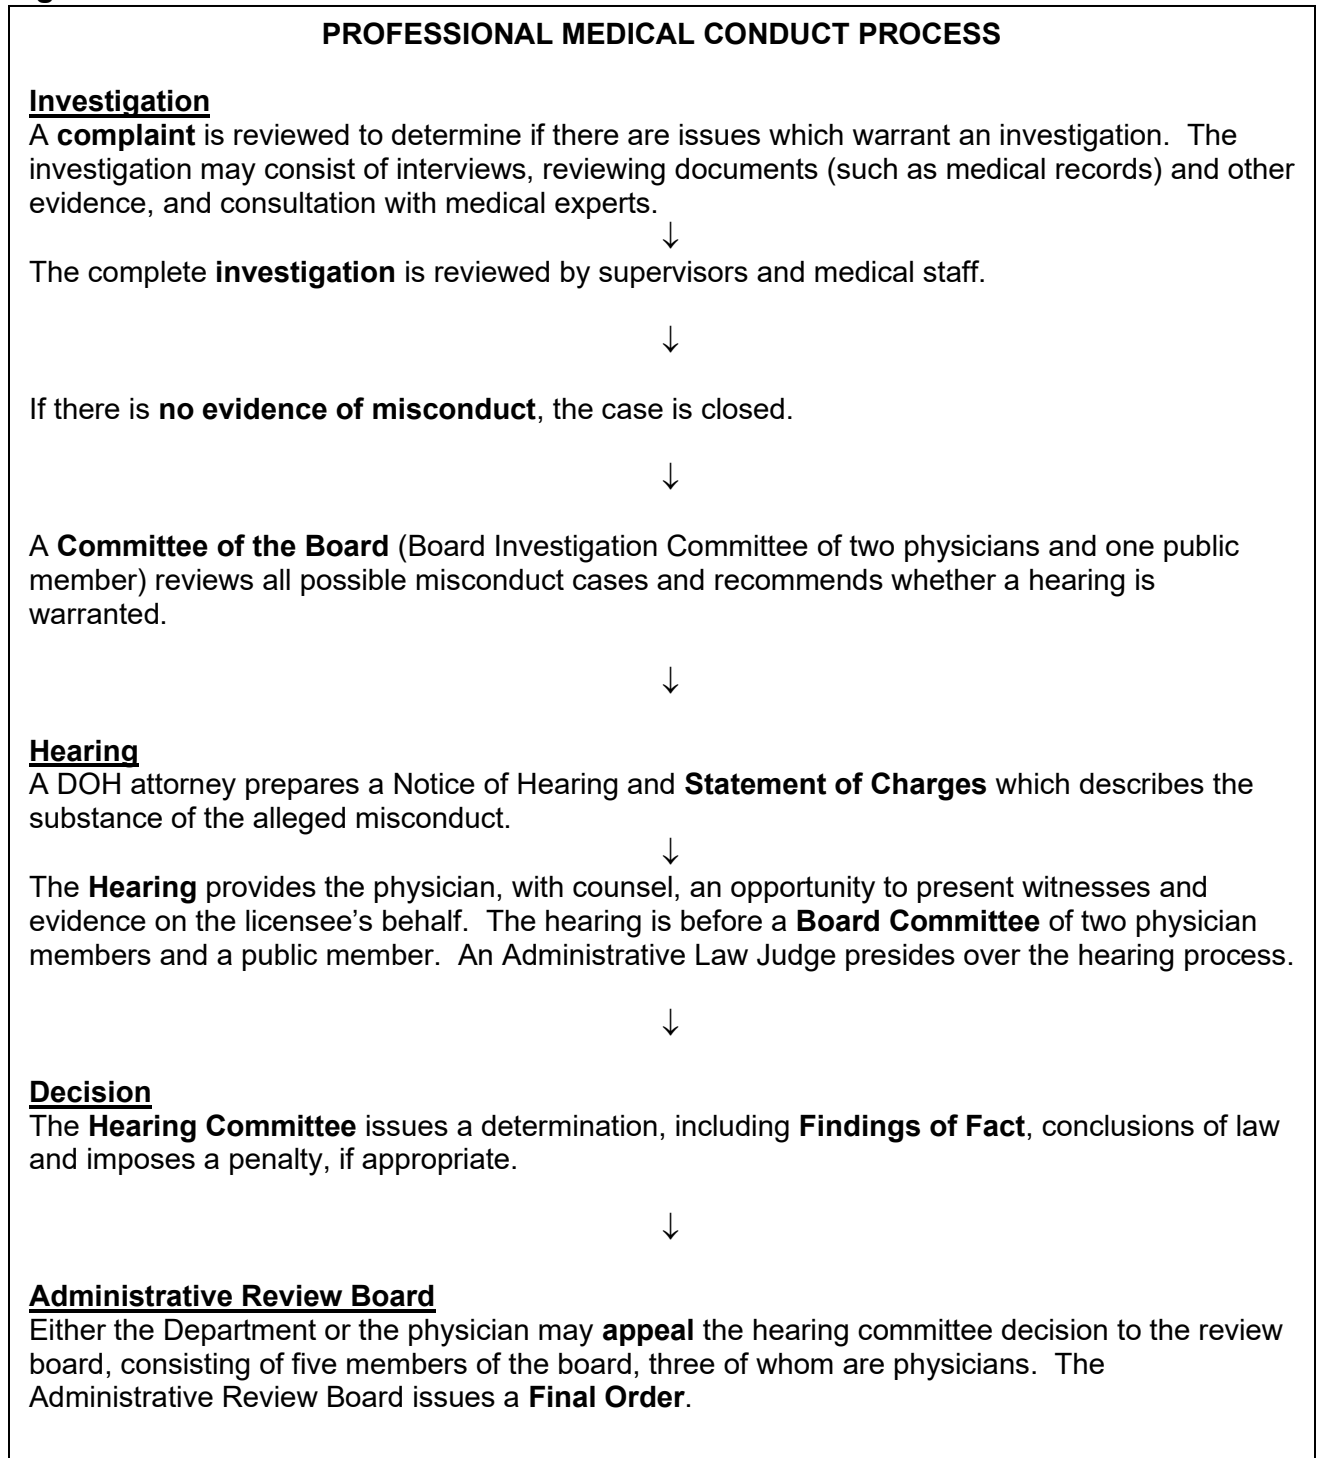 PROFESSIONAL MEDICAL CONDUCT PROCESS
Investigation
A complaint is reviewed to determine if there are issues which warrant an investigation.  The
investigation may consist of interviews, reviewing documents (such as medical records) and other
evidence, and consultation with medical experts.
↓
The complete investigation is reviewed by supervisors and medical staff.
↓
If there is no evidence of misconduct, the case is closed.
↓
A Committee of the Board (Board Investigation Committee of two physicians and one public
member) reviews all possible misconduct cases and recommends whether a hearing is
warranted.
↓
Hearing
A DOH attorney prepares a Notice of Hearing and Statement of Charges which describes the
substance of the alleged misconduct.
↓
The Hearing provides the physician, with counsel, an opportunity to present witnesses and
evidence on the licensee’s behalf.  The hearing is before a Board Committee of two physician
members and a public member.  An Administrative Law Judge presides over the hearing process.
↓
Decision
The Hearing Committee issues a determination, including Findings of Fact, conclusions of law
and imposes a penalty, if appropriate.
↓
Administrative Review Board
Either the Department or the physician may appeal the hearing committee decision to the review
board, consisting of five members of the board, three of whom are physicians.  The
Administrative Review Board issues a Final Order.